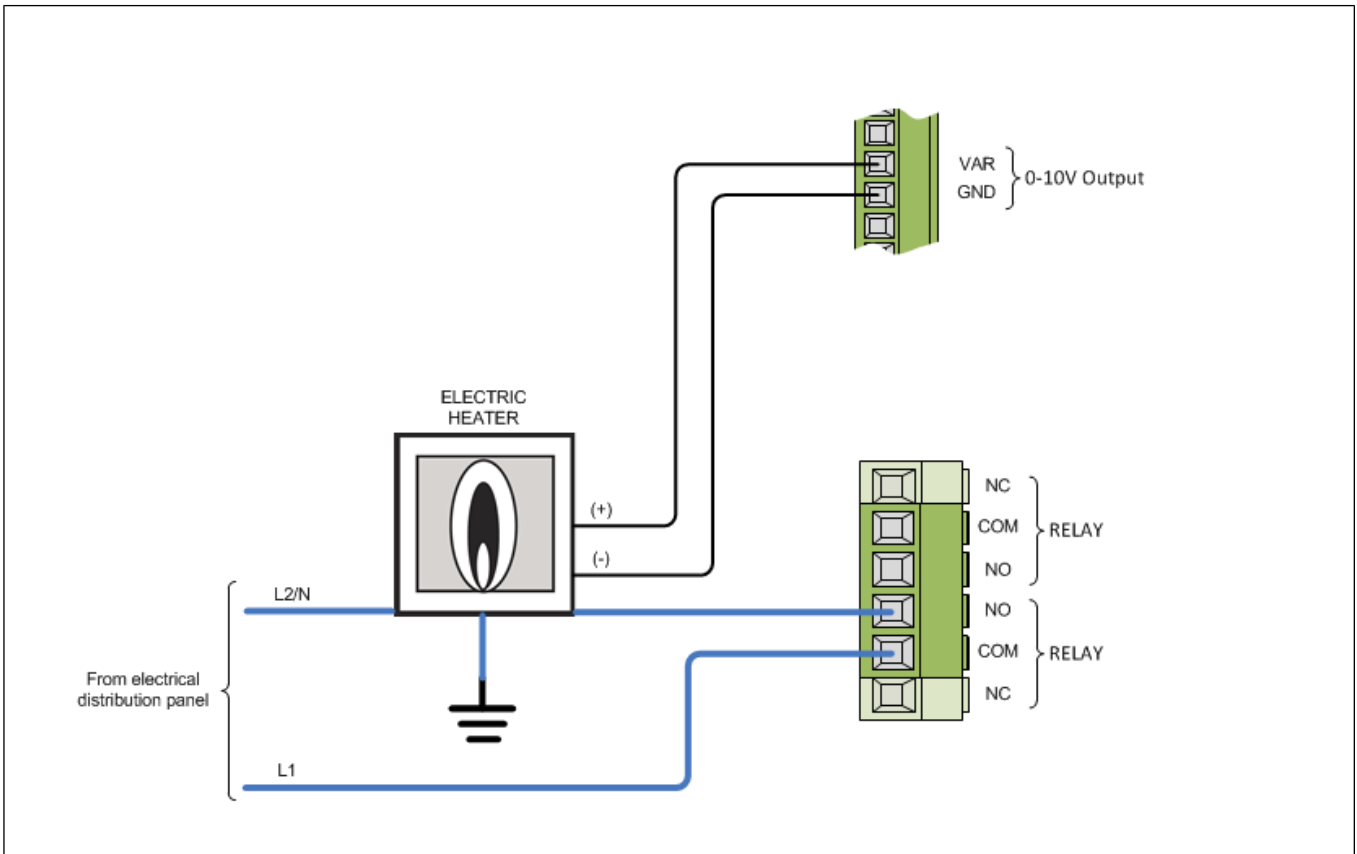 VAR
GND
0-10V Output
ELECTRIC
HEATER
(+)
(-)
NC
COM
NO
RELAY
NO
COM
NC
RELAY
L2/N
From electrical
distribution panel
L1